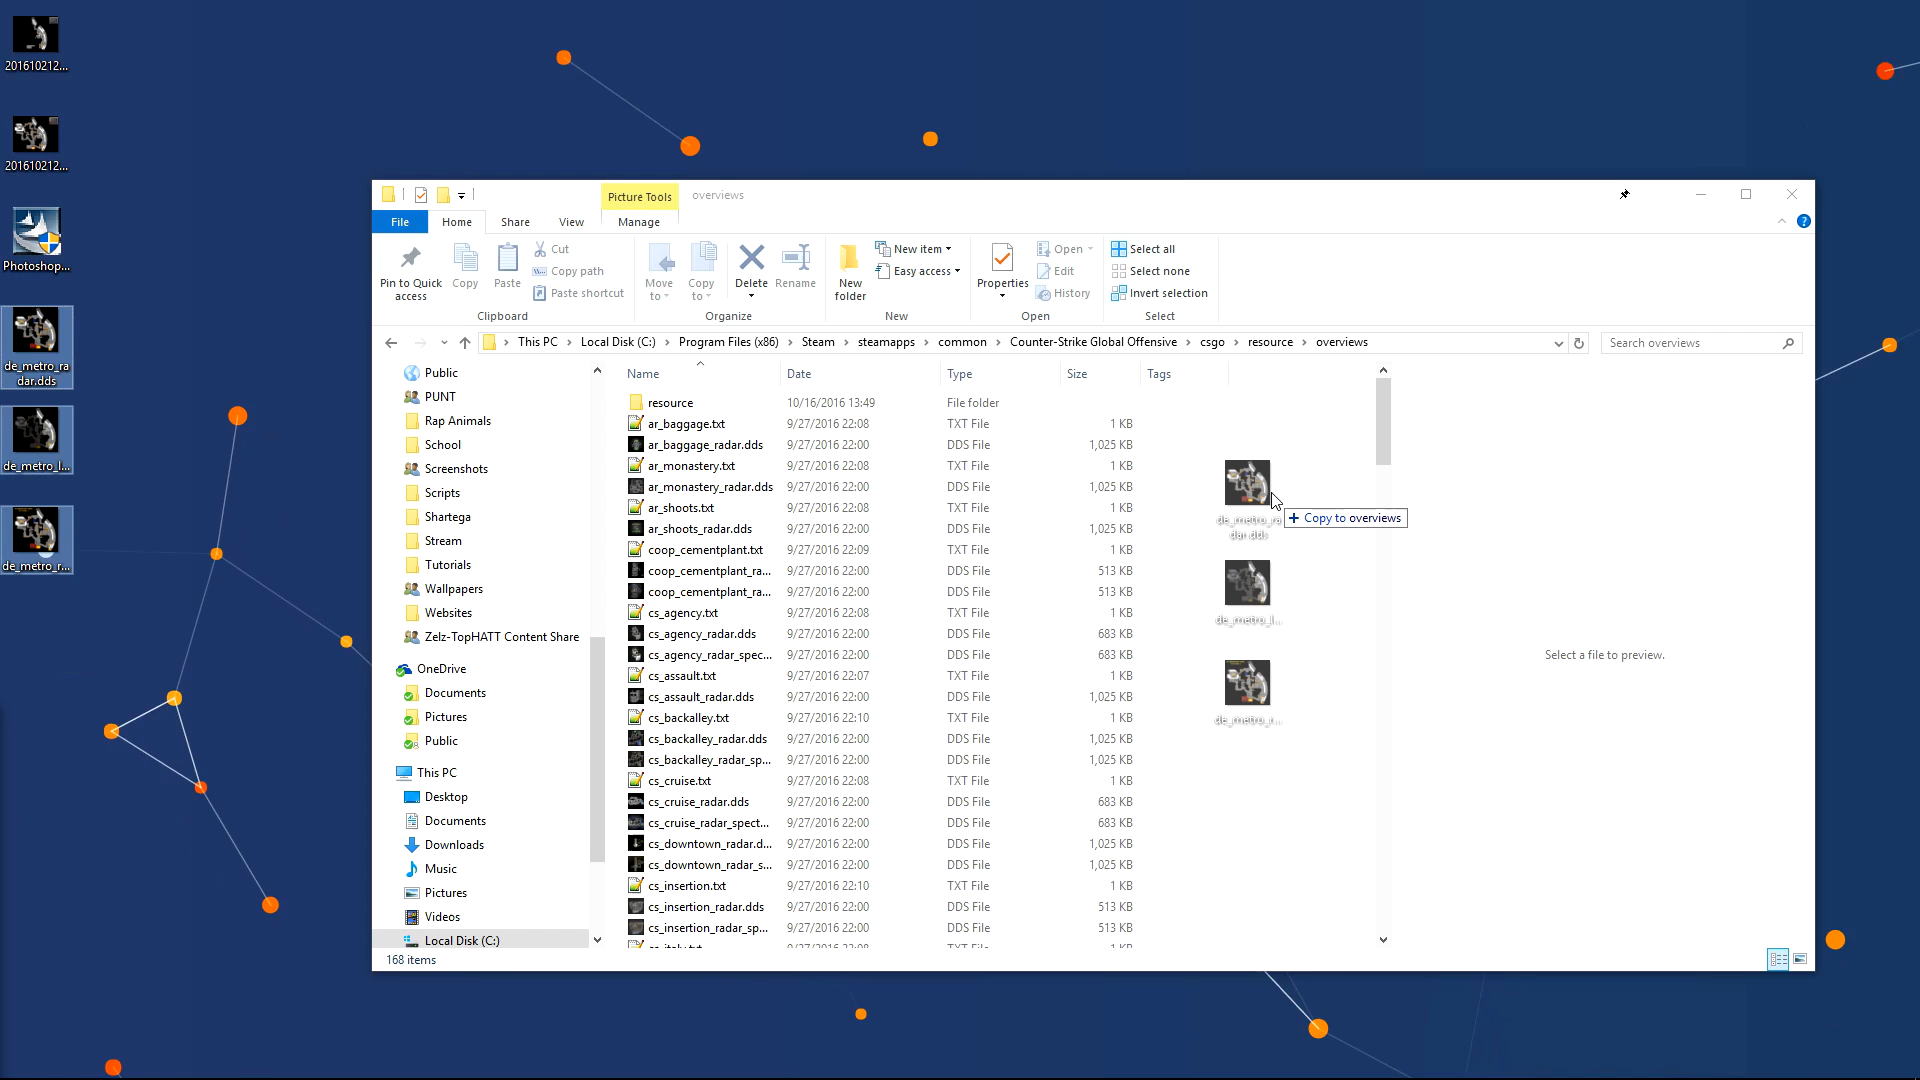 201610212...
201610212...
Photoshop...
de_metro_ra
dar.dds
de_metro_l...
de_metro_r...
Picture Tools
overviews
File
Home
Share
View
Manage
Pin to Quick
access
Copy
Paste
Cut
Copy path
Paste shortcut
Clipboard
Move
to
Copy
to
Delete
Rename
Organize
New
folder
New item
Easy access
New
Properties
Open
Edit
History
Open
Select all
Select none
Invert selection
Select
This PC > Local Disk (C:) > Program Files (x86) > Steam > steamapps > common > Counter-Strike Global Offensive > csgo > resource > overviews
Search overviews
Public
PUNT
Rap Animals
School
Screenshots
Scripts
Shartega
Stream
Tutorials
Wallpapers
Websites
Zelz-TopHATT Content Share
OneDrive
Documents
Pictures
Public
This PC
Desktop
Documents
Downloads
Music
Pictures
Videos
Local Disk (C:)
Name Date Type Size Tags
resource 10/16/2016 13:49 File folder
ar_baggage.txt 9/27/2016 22:08 TXT File 1 KB
ar_baggage_radar.dds 9/27/2016 22:00 DDS File 1,025 KB
ar_monastery.txt 9/27/2016 22:08 TXT File 1 KB
ar_monastery_radar.dds 9/27/2016 22:00 DDS File 1,025 KB
ar_shoots.txt 9/27/2016 22:08 TXT File 1 KB
ar_shoots_radar.dds 9/27/2016 22:00 DDS File 1,025 KB
coop_cementplant.txt 9/27/2016 22:09 TXT File 1 KB
coop_cementplant_ra... 9/27/2016 22:00 DDS File 513 KB
coop_cementplant_ra... 9/27/2016 22:00 DDS File 513 KB
cs_agency.txt 9/27/2016 22:08 TXT File 1 KB
cs_agency_radar.dds 9/27/2016 22:00 DDS File 683 KB
cs_agency_radar_spec... 9/27/2016 22:00 DDS File 683 KB
cs_assault.txt 9/27/2016 22:07 TXT File 1 KB
cs_assault_radar.dds 9/27/2016 22:00 DDS File 1,025 KB
cs_backalley.txt 9/27/2016 22:10 TXT File 1 KB
cs_backalley_radar.dds 9/27/2016 22:00 DDS File 1,025 KB
cs_backalley_radar_sp... 9/27/2016 22:00 DDS File 1,025 KB
cs_cruise.txt 9/27/2016 22:08 TXT File 1 KB
cs_cruise_radar.dds 9/27/2016 22:00 DDS File 683 KB
cs_cruise_radar_spect... 9/27/2016 22:00 DDS File 683 KB
cs_downtown_radar.d... 9/27/2016 22:00 DDS File 1,025 KB
cs_downtown_radar_s... 9/27/2016 22:00 DDS File 1,025 KB
cs_insertion.txt 9/27/2016 22:10 TXT File 1 KB
cs_insertion_radar.dds 9/27/2016 22:00 DDS File 513 KB
cs_insertion_radar_sp... 9/27/2016 22:00 DDS File 513 KB
de_metro_ra
dar.dds
+ Copy to overviews
de_metro_l...
de_metro_r...
Select a file to preview.
168 items